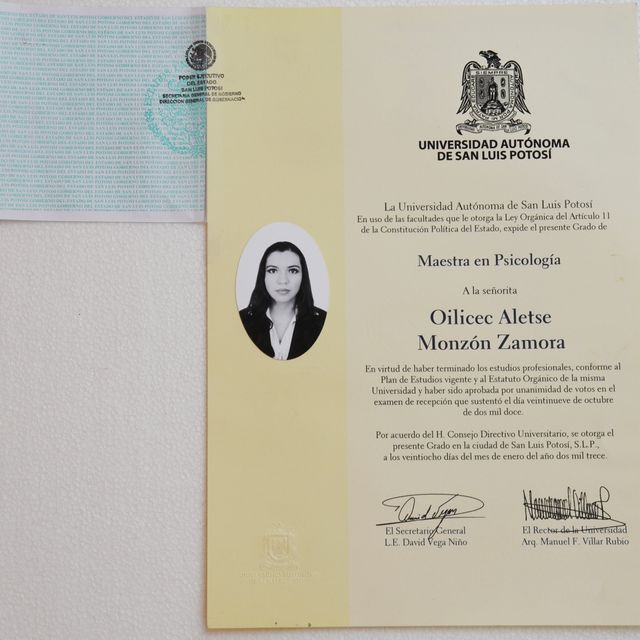 PODER EJECUTIVO
DEL ESTADO
SAN LUIS POTOSI
SECRETARIA GENERAL DE GOBIERNO
DIRECCION GENERAL DE GOBERNACION
SIEMPRE
UNIVERSIDAD AUTÓNOMA
DE SAN LUIS POTOSÍ
La Universidad Autónoma de San Luis Potosí
En uso de las facultades que le otorga la Ley Orgánica del Artículo 11
de la Constitución Política del Estado, expide el presente Grado de
Maestra en Psicología
A la señorita
Oilicec Aletse
Monzón Zamora
En virtud de haber terminado los estudios profesionales, conforme al
Plan de Estudios vigente y al Estatuto Orgánico de la misma
Universidad y haber sido aprobada por unanimidad de votos en el
examen de recepción que sustentó el día veintinueve de octubre
de dos mil doce.
Por acuerdo del H. Consejo Directivo Universitario, se otorga el
presente Grado en la ciudad de San Luis Potosí, S.L.P.,
a los veintiocho días del mes de enero del año dos mil trece.
El Secretario General
L.E. David Vega Niño
El Rector de la Universidad
Arq. Manuel F. Villar Rubio